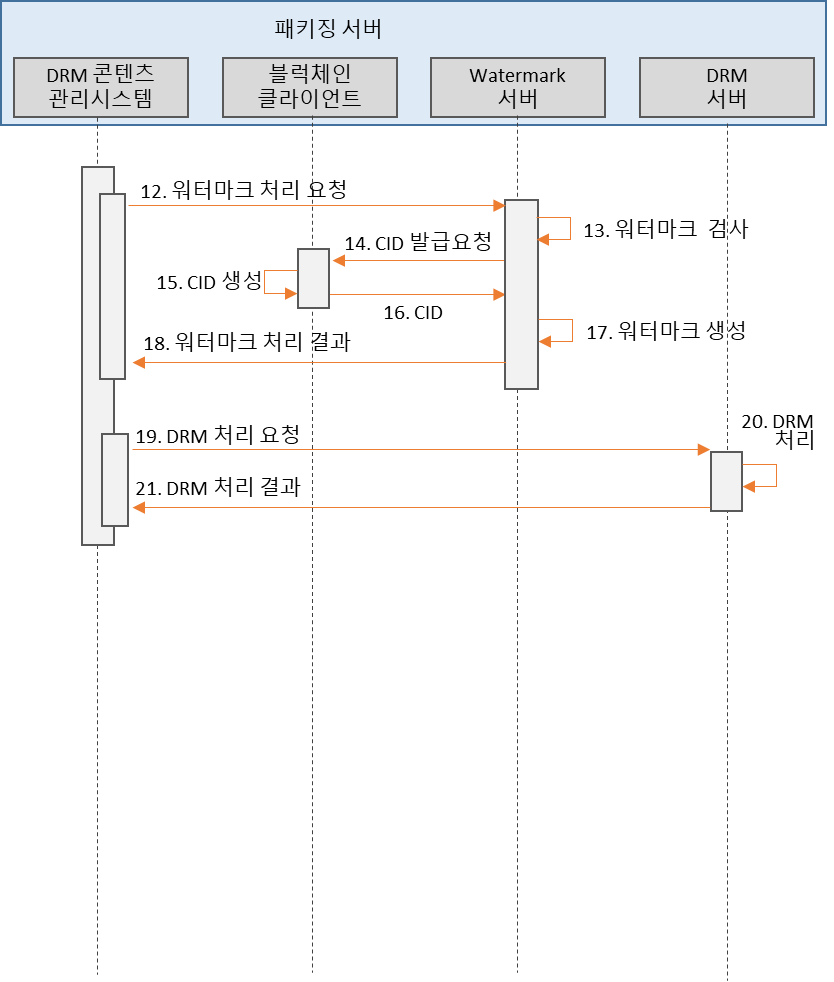 패키징 서버
DRM 콘텐츠
관리시스템
블럭체인
클라이언트
Watermark
서버
DRM
서버
12. 워터마크 처리 요청
13. 워터마크 검사
14. CID 발급요청
15. CID 생성
16. CID
17. 워터마크 생성
18. 워터마크 처리 결과
19. DRM 처리 요청
20. DRM
처리
21. DRM 처리 결과